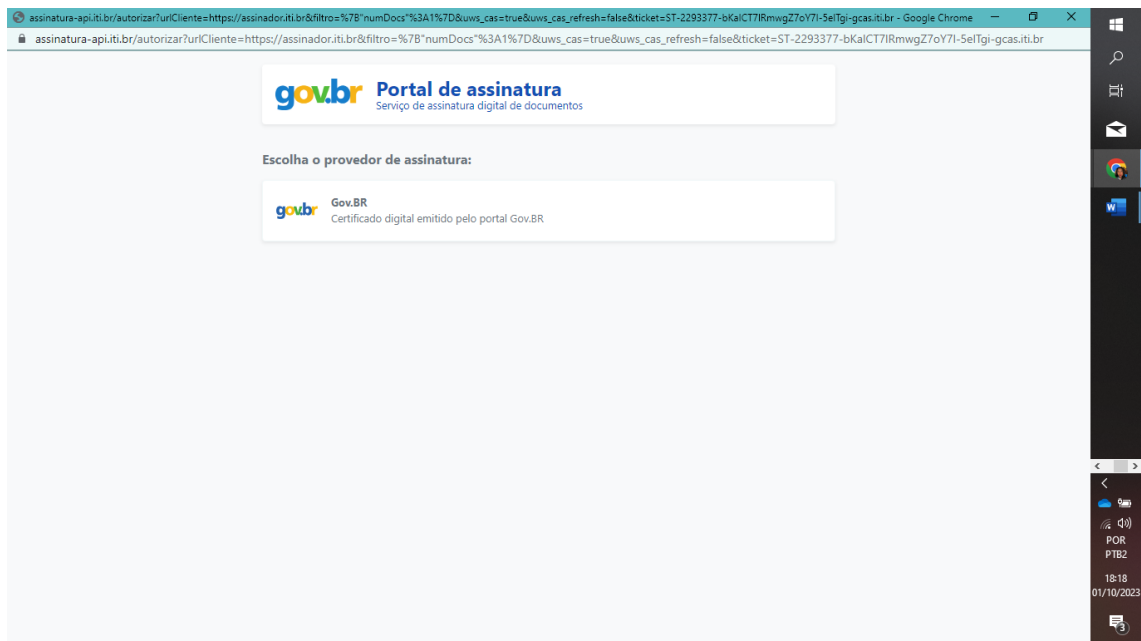 assinatura-api.iti.br/autorizar?urlCliente=https://assinador.iti.br&filtro=%7B"numDocs"%3A1%7D&uws_cas=true&uws_cas_refresh=false&ticket=ST-2293377-bKalCT7lRmwgZ7oY7I-5elTgi-gcas.iti.br - Google Chrome
assinatura-api.iti.br/autorizar?urlCliente=https://assinador.iti.br&filtro=%7B"numDocs"%3A1%7D&uws_cas=true&uws_cas_refresh=false&ticket=ST-2293377-bKalCT7lRmwgZ7oY7I-5elTgi-gcas.iti.br
gov.br Portal de assinatura
Serviço de assinatura digital de documentos
Escolha o provedor de assinatura:
gov.br Gov.BR
Certificado digital emitido pelo portal Gov.BR
W
POR
PTB2
18:18
01/10/2023
3